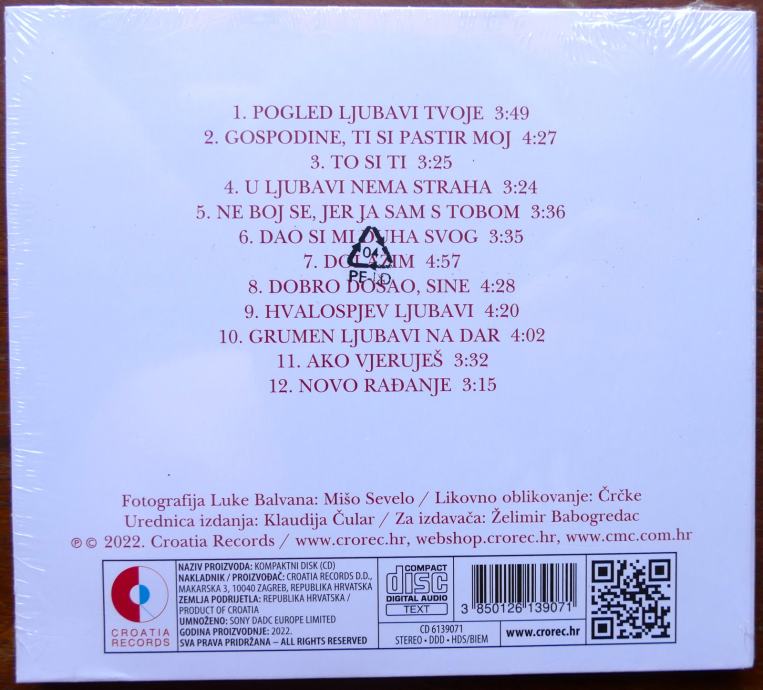 1. POGLED LJUBAVI TVOJE 3:49
2. GOSPODINE, TI SI PASTIR MOJ 4:27
3. TO SI TI 3:25
4. U LJUBAVI NEMA STRAHA 3:24
5. NE BOJ SE, JER JA SAM S TOBOM 3:36
6. DAO SI MI DUHA SVOG 3:35
04
7. DOLAZIM 4:57
PE-LD
8. DOBRO DOŠAO, SINE 4:28
9. HVALOSPJEV LJUBAVI 4:20
10. GRUMEN LJUBAVI NA DAR 4:02
11. AKO VJERUJEŠ 3:32
12. NOVO RAĐANJE 3:15
Fotografija Luke Balvana: Mišo Sevelo / Likovno oblikovanje: Črčke
Urednica izdanja: Klaudija Čular / Za izdavača: Želimir Babogredac
℗ © 2022. Croatia Records / www.crorec.hr, webshop.crorec.hr, www.cmc.com.hr
CROATIA
RECORDS
NAZIV PROIZVODA: KOMPAKTNI DISK (CD)
NAKLADNIK / PROIZVOĐAČ: CROATIA RECORDS D.D.,
MAKARSKA 3, 10040 ZAGREB, REPUBLIKA HRVATSKA
ZEMLJA PODRIJETLA: REPUBLIKA HRVATSKA /
PRODUCT OF CROATIA
UMNOŽENO: SONY DADC EUROPE LIMITED
GODINA PROIZVODNJE: 2022.
SVA PRAVA PRIDRŽANA – ALL RIGHTS RESERVED
COMPACT
disc
DIGITAL AUDIO
TEXT
3 850126 139071
CD 6139071
STEREO • DDD • HDS/BIEM
www.crorec.hr